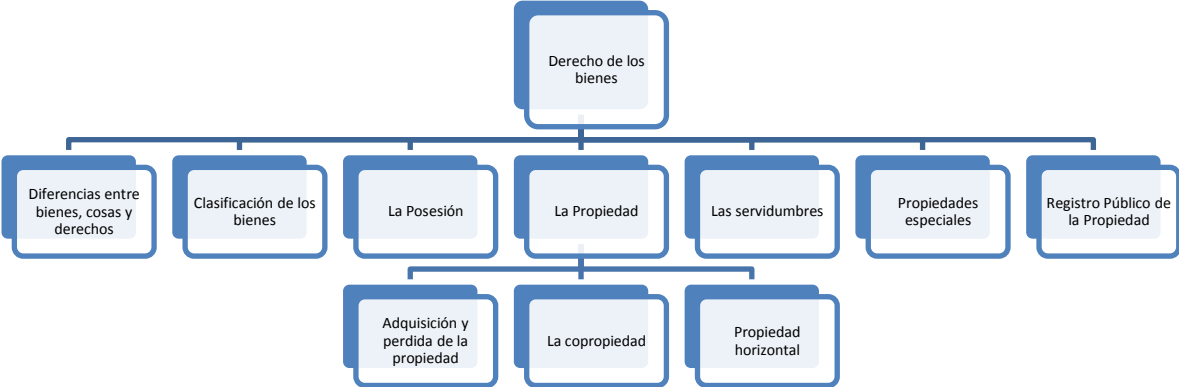 Derecho de los
bienes
Diferencias entre
bienes, cosas y
derechos
Clasificación de los
bienes
La Posesión
La Propiedad
Las servidumbres
Propiedades
especiales
Registro Público de
la Propiedad
Adquisición y
perdida de la
propiedad
La copropiedad
Propiedad
horizontal